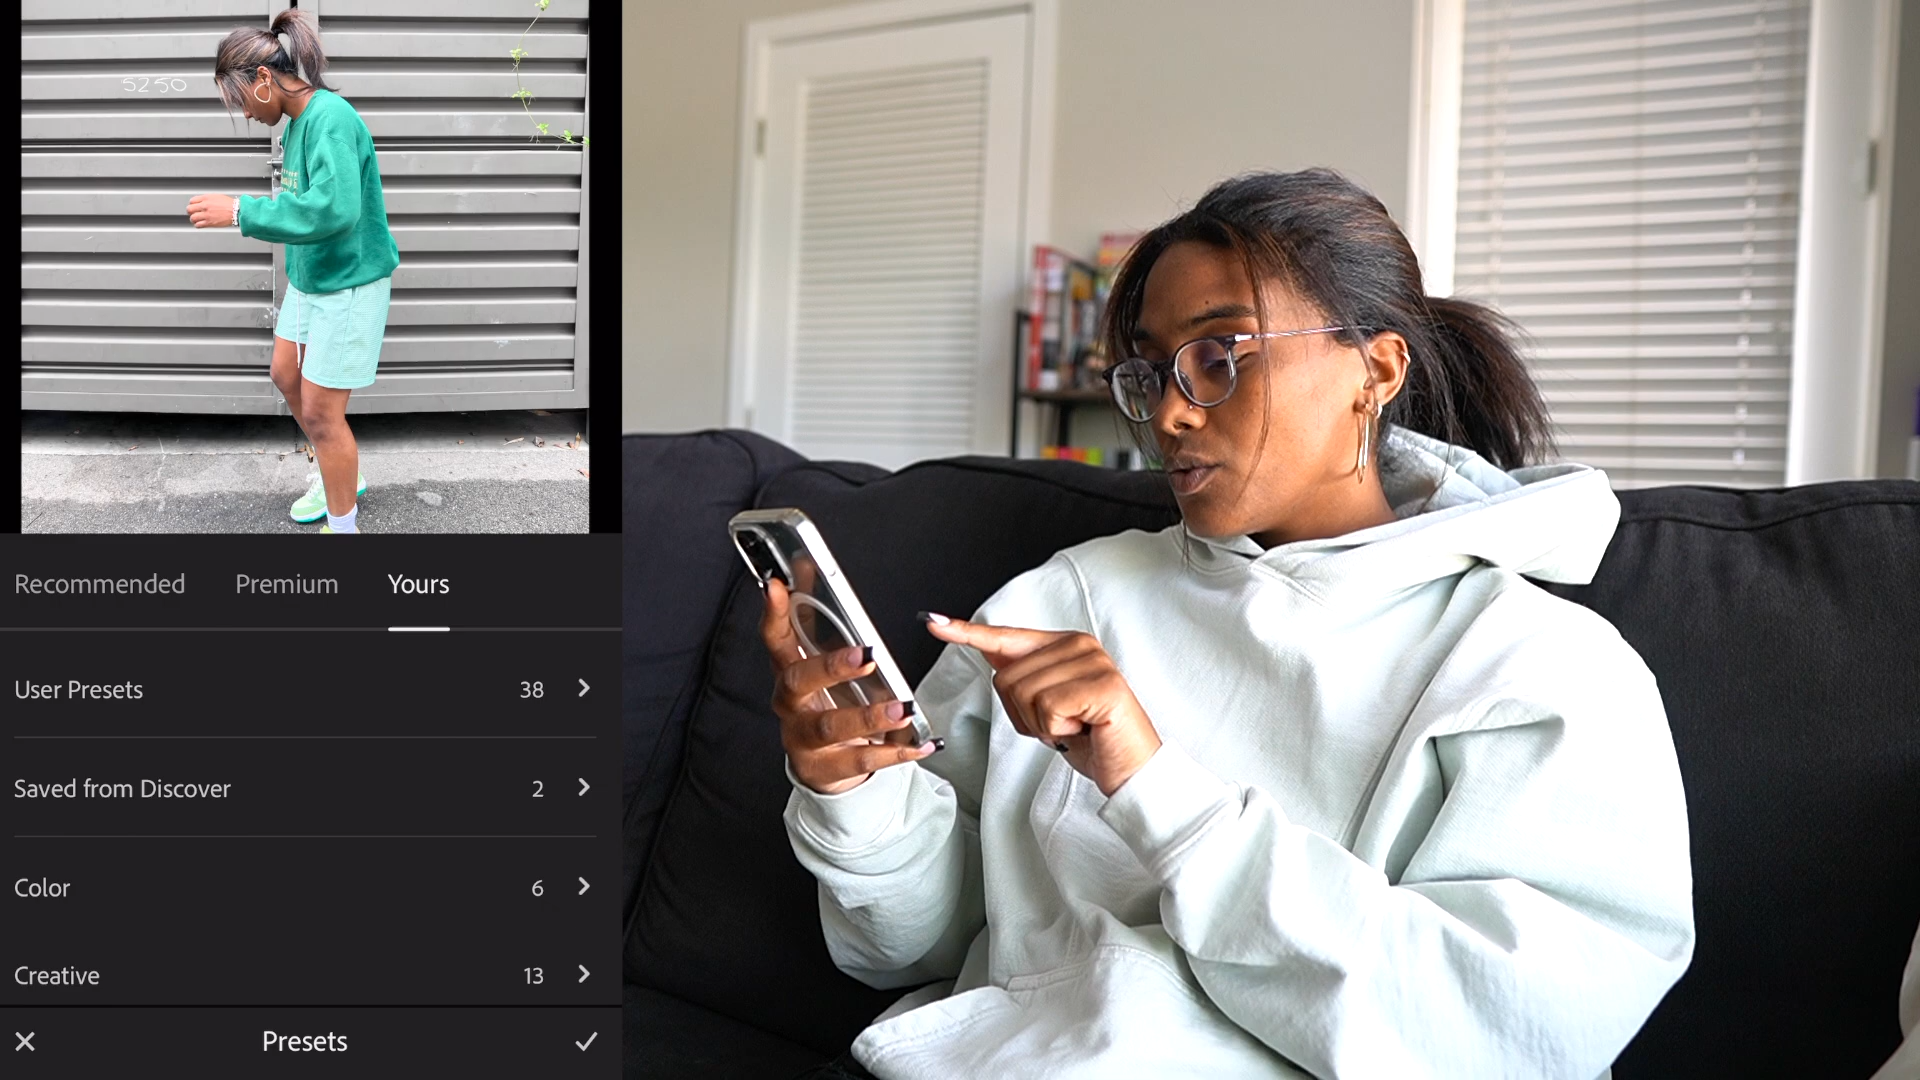 5250
Recommended Premium Yours
User Presets 38
Saved from Discover 2
Color 6
Creative 13
Presets